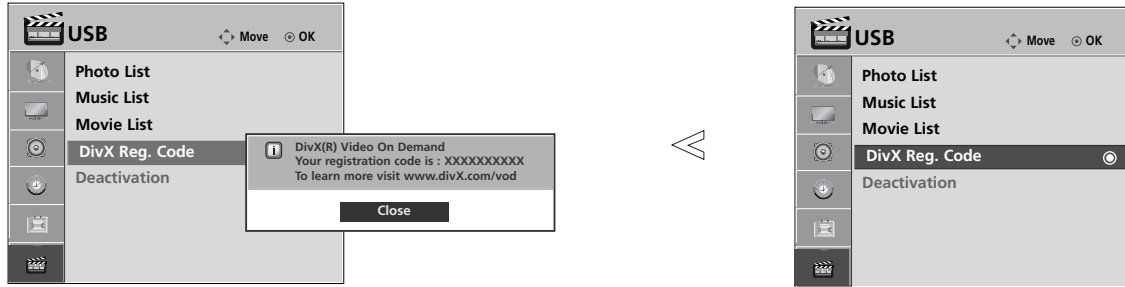 USB
Move OK
Photo List
Music List
Movie List
DivX Reg. Code
Deactivation
DivX(R) Video On Demand
Your registration code is : XXXXXXXXXX
To learn more visit www.divX.com/vod
Close
USB
Move OK
Photo List
Music List
Movie List
DivX Reg. Code
Deactivation